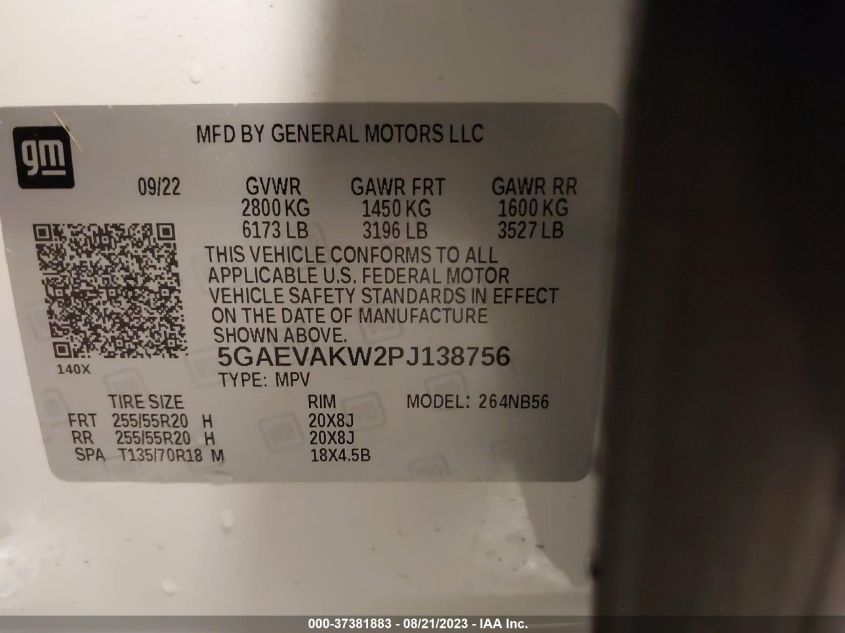 gm
MFD BY GENERAL MOTORS LLC
09/22 GVWR GAWR FRT GAWR RR
2800 KG 1450 KG 1600 KG
6173 LB 3196 LB 3527 LB
THIS VEHICLE CONFORMS TO ALL
APPLICABLE U.S. FEDERAL MOTOR
VEHICLE SAFETY STANDARDS IN EFFECT
ON THE DATE OF MANUFACTURE
SHOWN ABOVE.
140X
5GAEVAKW2PJ138756
TYPE: MPV
TIRE SIZE RIM MODEL: 264NB56
FRT 255/55R20 H 20X8J
RR 255/55R20 H 20X8J
SPA T135/70R18 M 18X4.5B
000-37381883 / 08/21/2023 - IAA Inc.